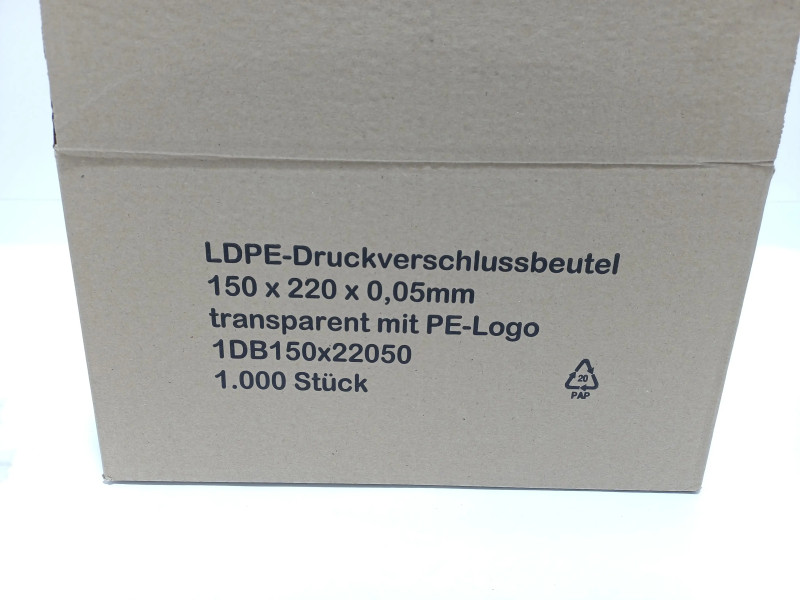 LDPE-Druckverschlussbeutel
150 x 220 x 0,05mm
transparent mit PE-Logo
1DB150x22050
1.000 Stück
20
PAP